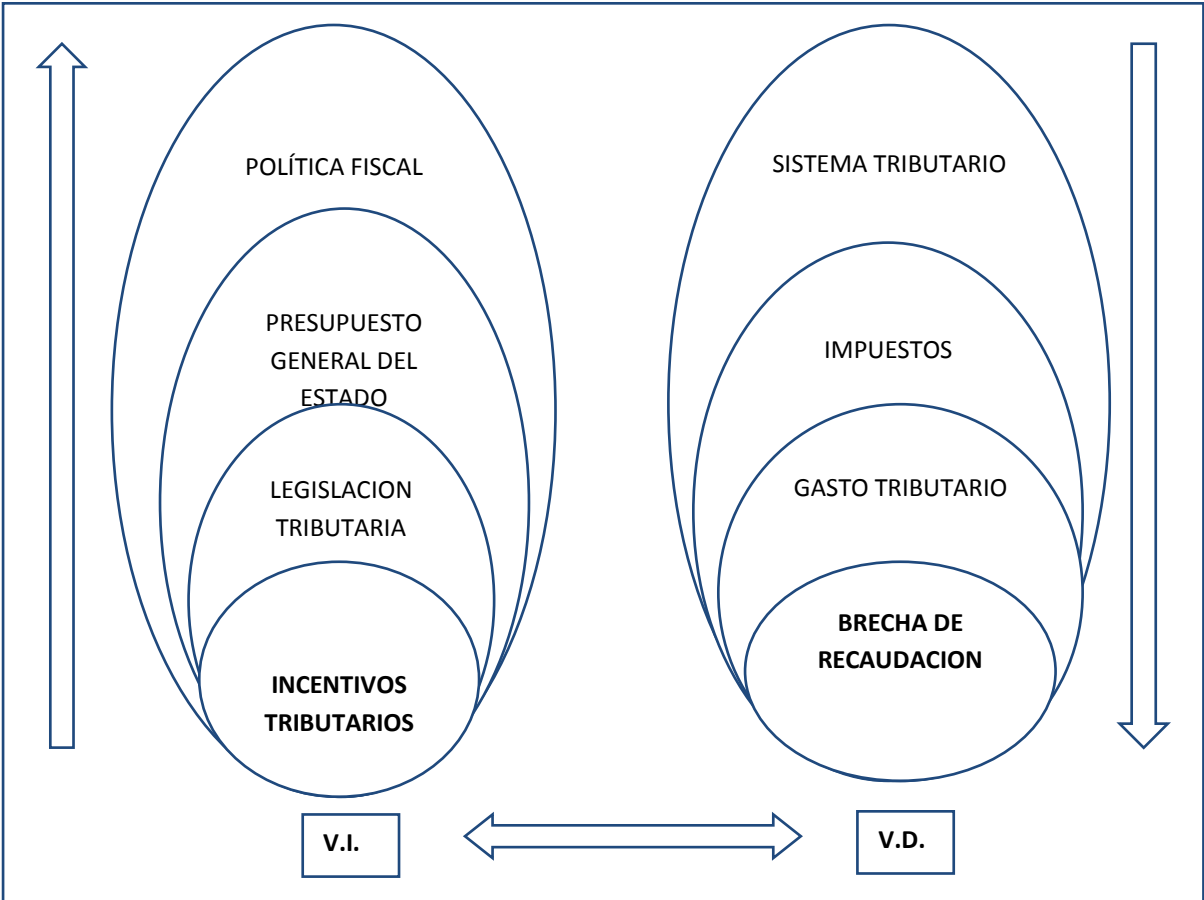 POLÍTICA FISCAL
PRESUPUESTO
GENERAL DEL
ESTADO
LEGISLACION
TRIBUTARIA
INCENTIVOS
TRIBUTARIOS
V.I.
SISTEMA TRIBUTARIO
IMPUESTOS
GASTO TRIBUTARIO
BRECHA DE
RECAUDACION
V.D.